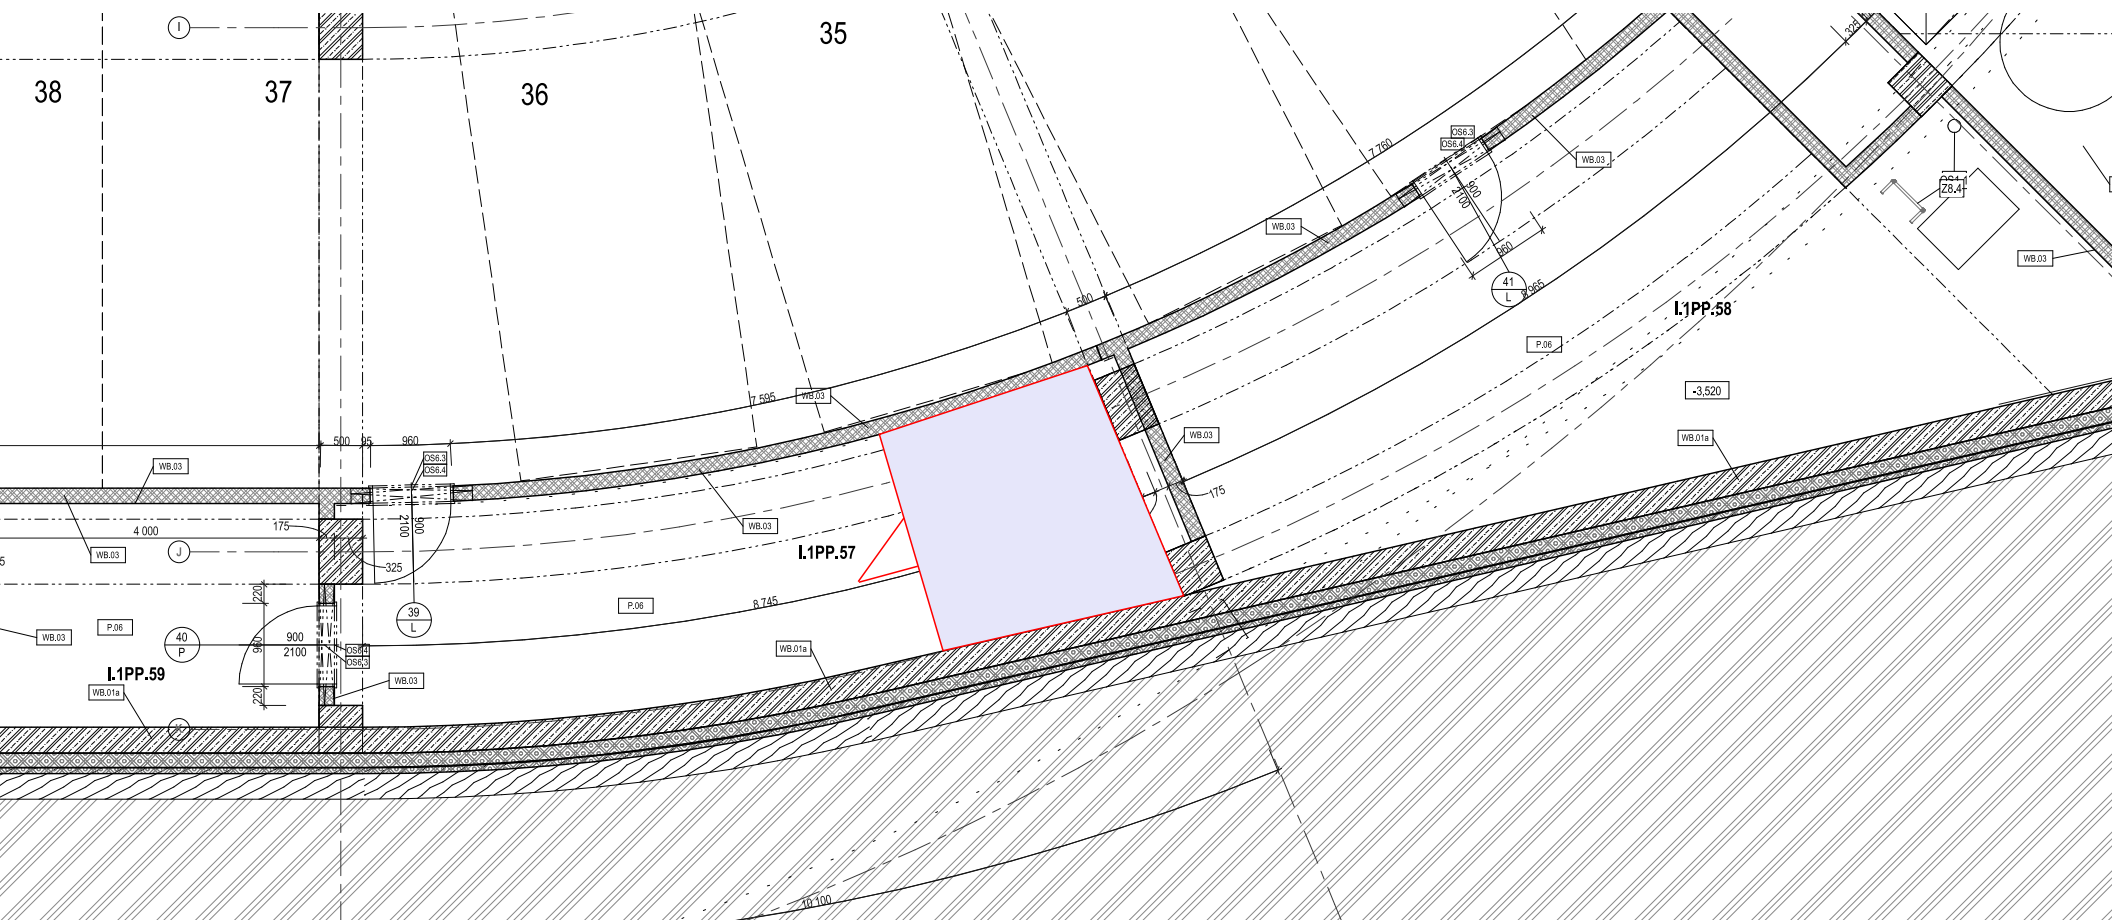 I
35
38
37
36
325
7 760
OS6.3
OS6.4
900
2100
WB.03
Z8.4
WB.03
WB.03
960
41
L
8 965
I.1PP.58
500
P.06
-3,520
7 595
WB.03
500
95
960
WB.03
WB.01a
OS6.3
OS6.4
WB.03
175
4 000
175
900
2100
WB.03
J
WB.03
I.1PP.57
325
220
P.06
8 745
39
L
P.06
WB.03
40
P
900
2100
960
OS6.4
OS6.3
WB.01a
I.1PP.59
WB.03
WB.01a
220
10 100